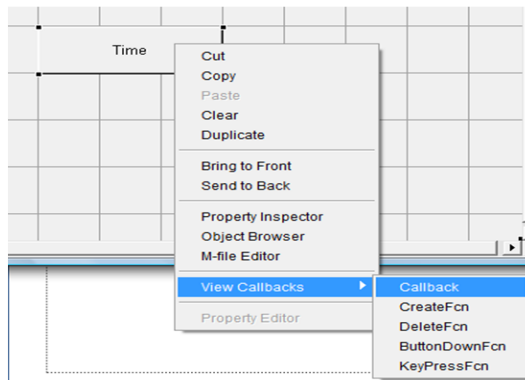 Time
Cut
Copy
Paste
Clear
Duplicate
Bring to Front
Send to Back
Property Inspector
Object Browser
M-file Editor
View Callbacks
Property Editor
Callback
CreateFcn
DeleteFcn
ButtonDownFcn
KeyPressFcn